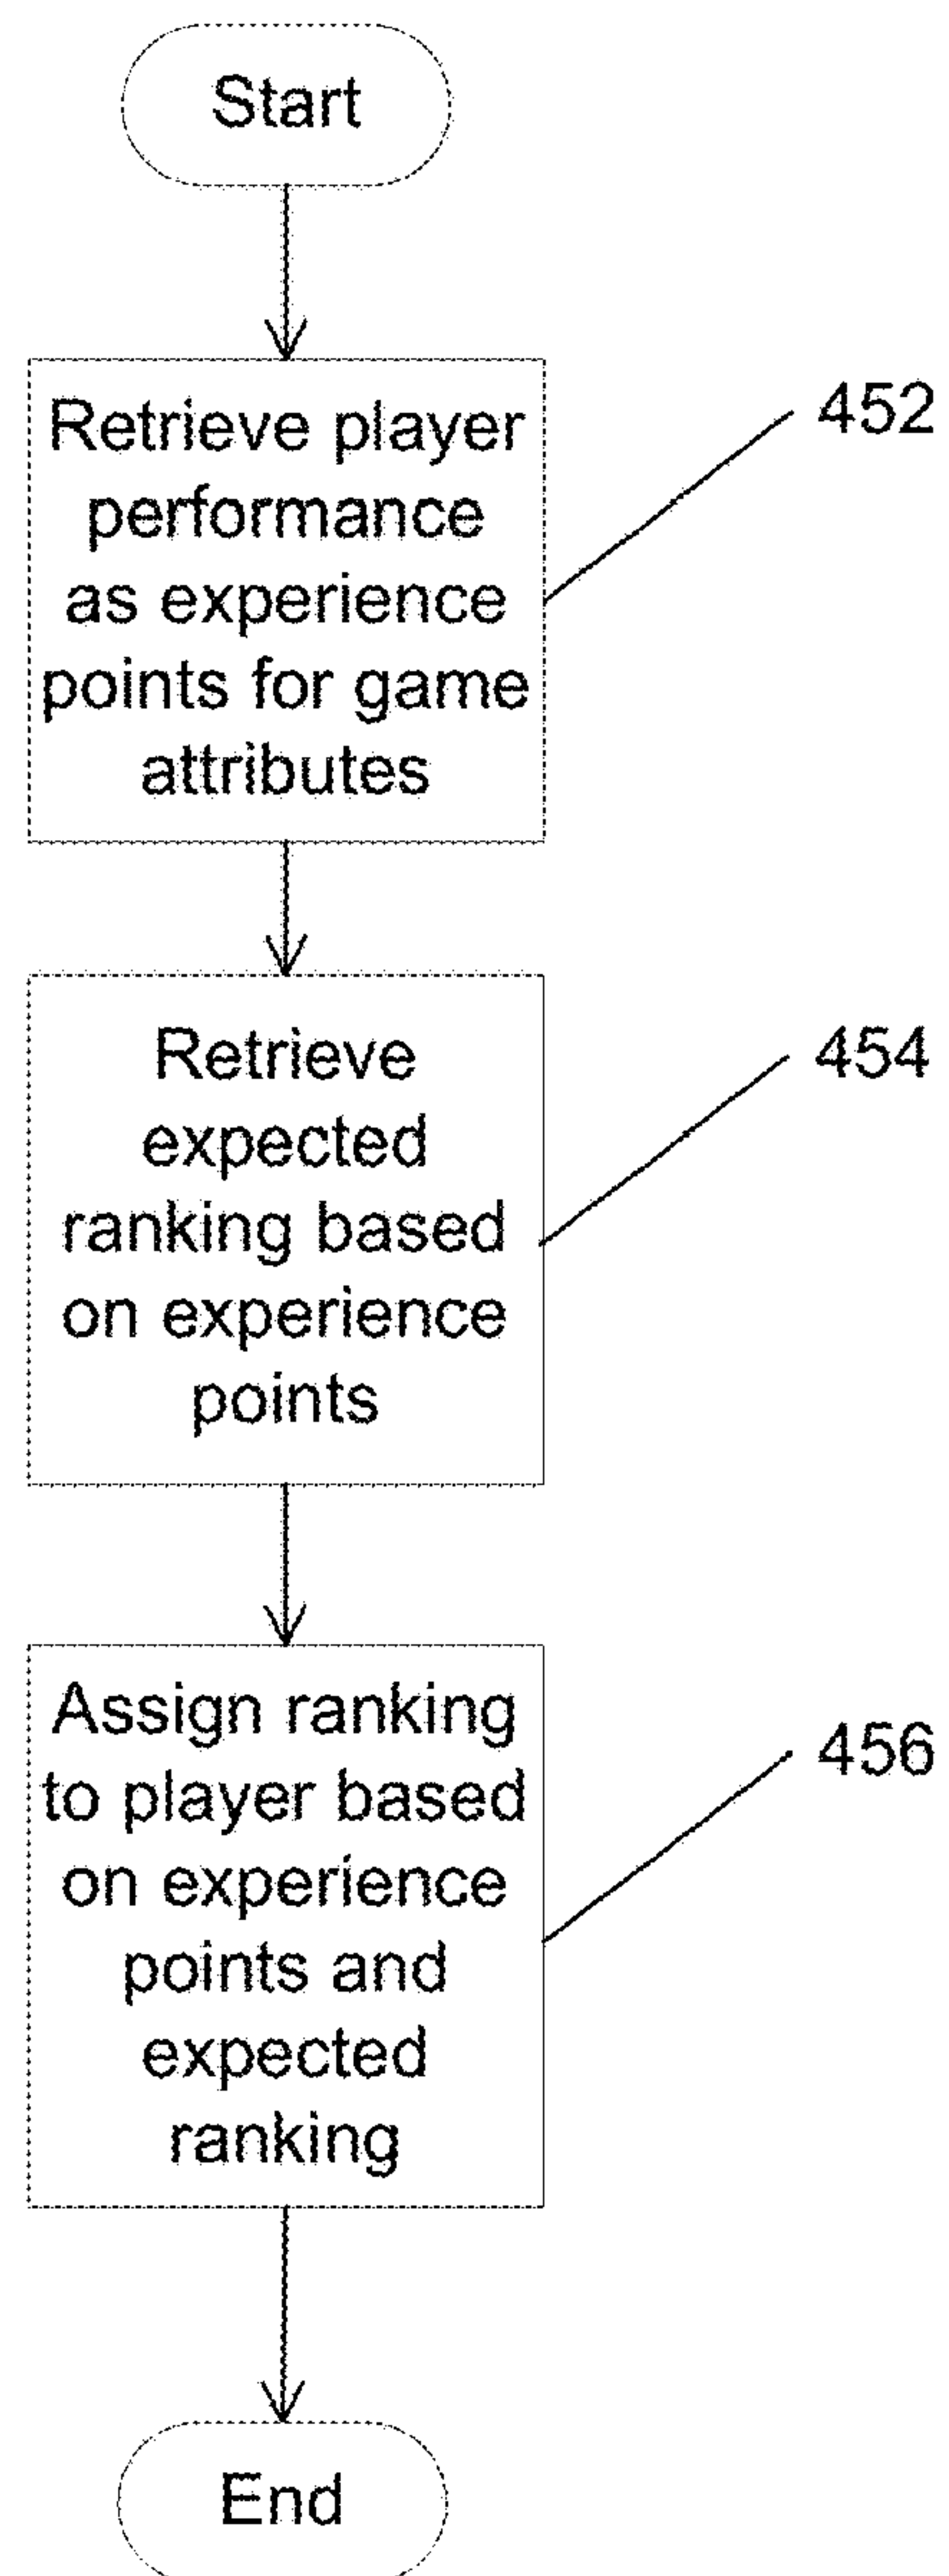 Start
Retrieve player
performance
as experience
points for game
attributes
452
Retrieve
expected
ranking based
on experience
points
454
Assign ranking
to player based
on experience
points and
expected
ranking
456
End